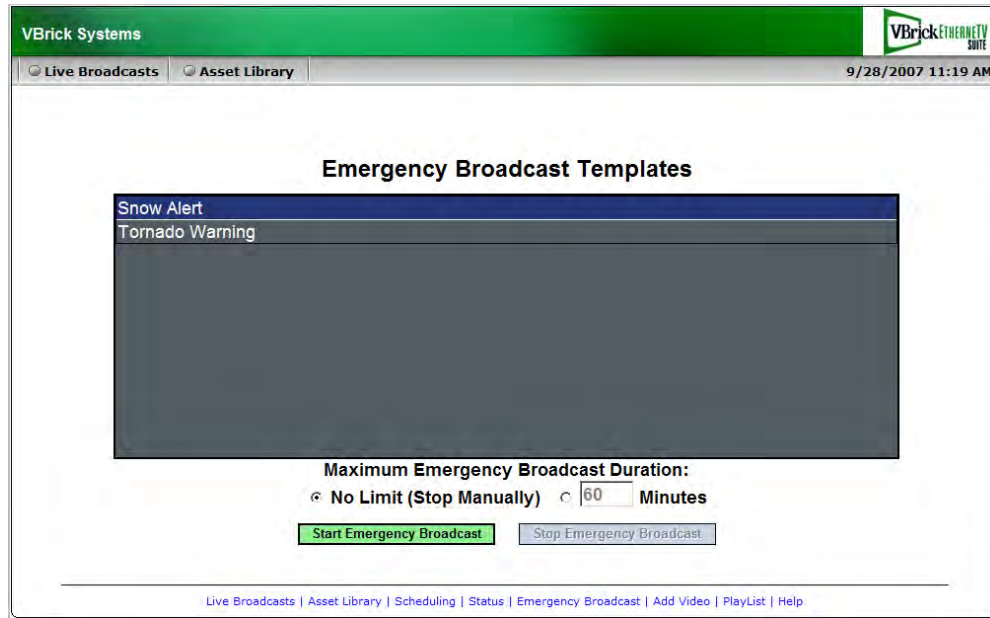 VBrick Systems
VBrick ETHERNETV SUITE
Live Broadcasts Asset Library 9/28/2007 11:19 AM
Emergency Broadcast Templates
Snow Alert
Tornado Warning
Maximum Emergency Broadcast Duration:
No Limit (Stop Manually) 60 Minutes
Start Emergency Broadcast Stop Emergency Broadcast
Live Broadcasts | Asset Library | Scheduling | Status | Emergency Broadcast | Add Video | PlayList | Help